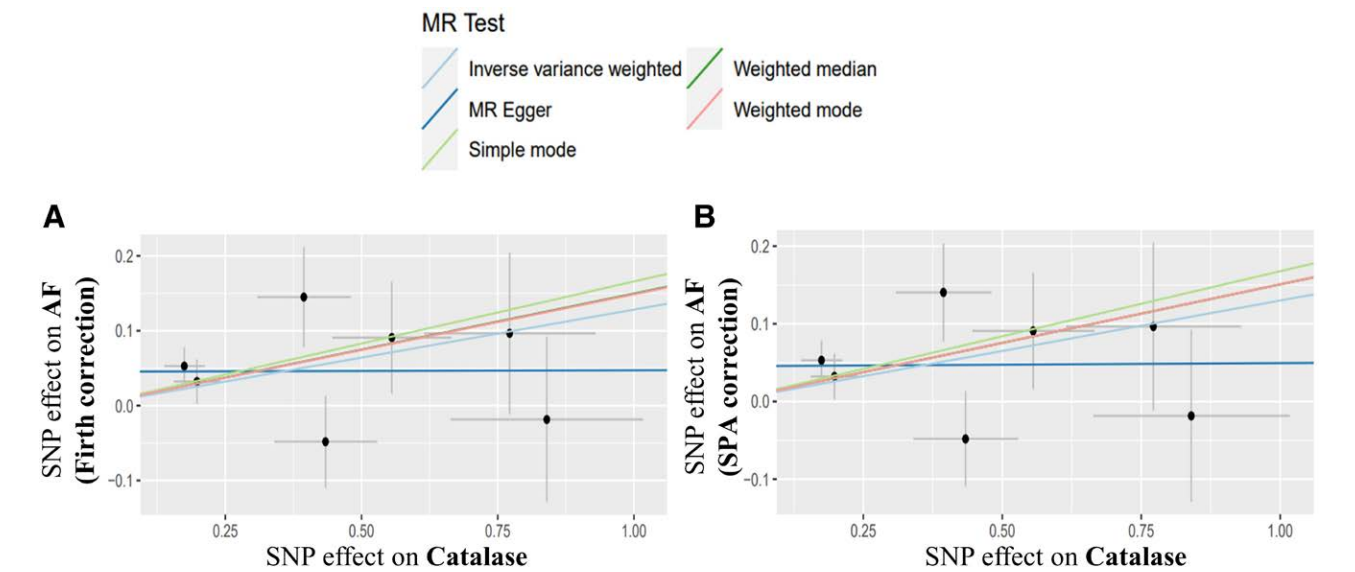 MR Test
Inverse variance weighted
Weighted median
MR Egger
Weighted mode
Simple mode
A
SNP effect on AF
(Firth correction)
0.2
0.1
0.0
−0.1
0.25
0.50
0.75
1.00
SNP effect on Catalase
B
SNP effect on AF
(SPA correction)
0.2
0.1
0.0
−0.1
0.25
0.50
0.75
1.00
SNP effect on Catalase